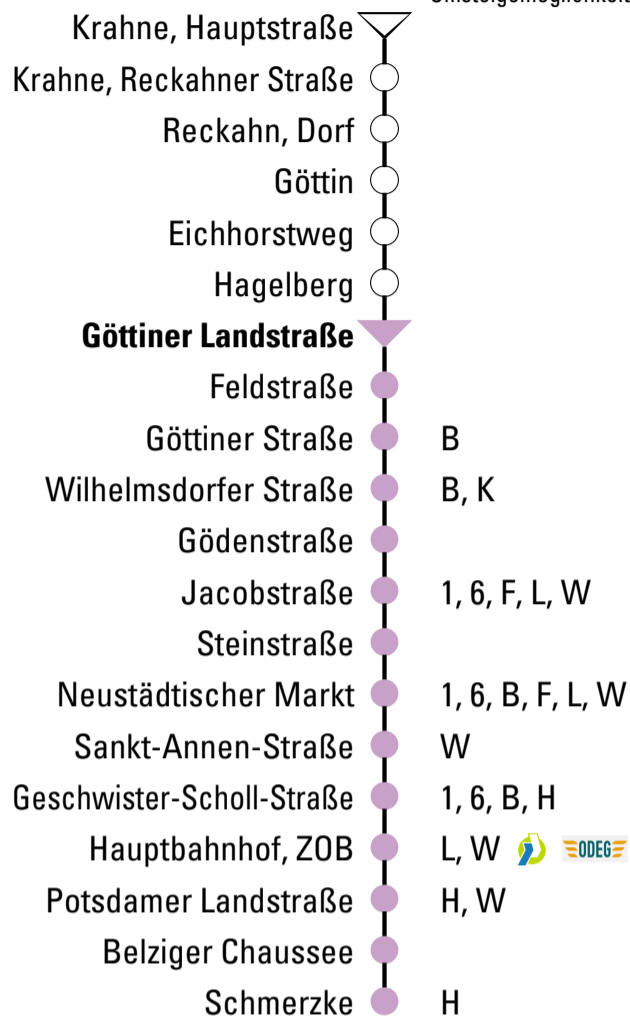 Umsteigemöglichkeit
Krahne, Hauptstraße
Krahne, Reckahner Straße
Reckahn, Dorf
Göttin
Eichhorstweg
Hagelberg
Göttiner Landstraße
Feldstraße
Göttiner Straße B
Wilhelmsdorfer Straße B, K
Gödenstraße
Jacobstraße 1, 6, F, L, W
Steinstraße
Neustädtischer Markt 1, 6, B, F, L, W
Sankt-Annen-Straße W
Geschwister-Scholl-Straße 1, 6, B, H
Hauptbahnhof, ZOB L, W ODEG
Potsdamer Landstraße H, W
Belziger Chaussee
Schmerzke H